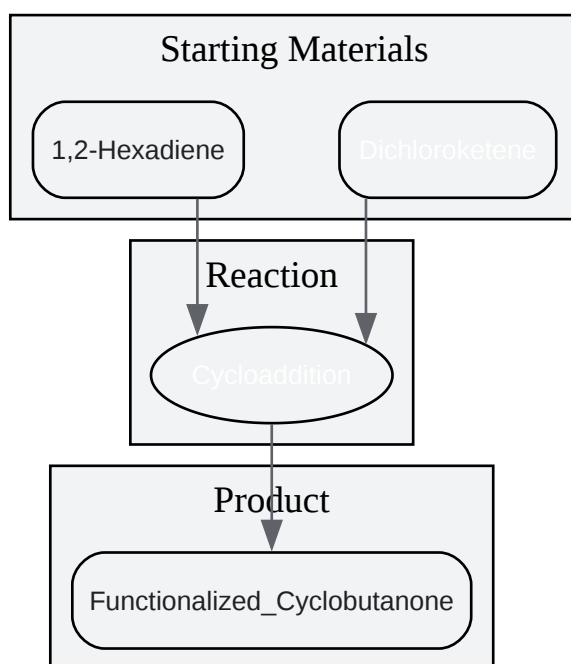 Starting Materials
1,2-Hexadiene
Dichloroketene
Reaction
Cycloaddition
Product
Functionalized_Cyclobutanone